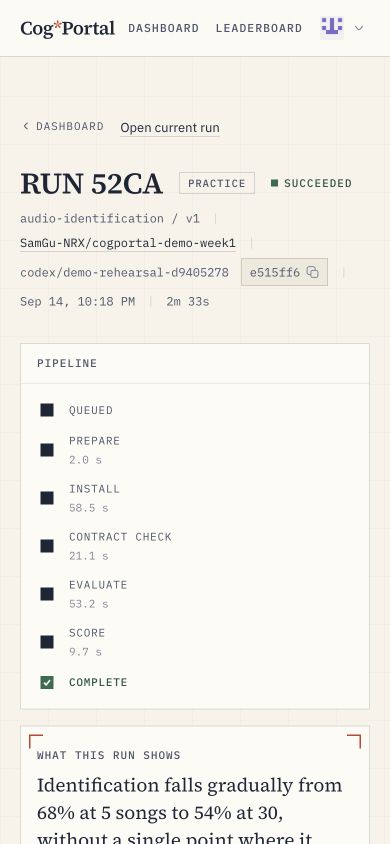 Cog*Portal DASHBOARD LEADERBOARD
DASHBOARD Open current run
RUN 52CA PRACTICE SUCCEEDED
audio-identification / v1
SamGu-NRX/cogportal-demo-week1
codex/demo-rehearsal-d9405278 e515ff6
Sep 14, 10:18 PM 2m 33s
PIPELINE
QUEUED
PREPARE
2.0 s
INSTALL
58.5 s
CONTRACT CHECK
21.1 s
EVALUATE
53.2 s
SCORE
9.7 s
COMPLETE
WHAT THIS RUN SHOWS
Identification falls gradually from
68% at 5 songs to 54% at 30,
without a single point where it